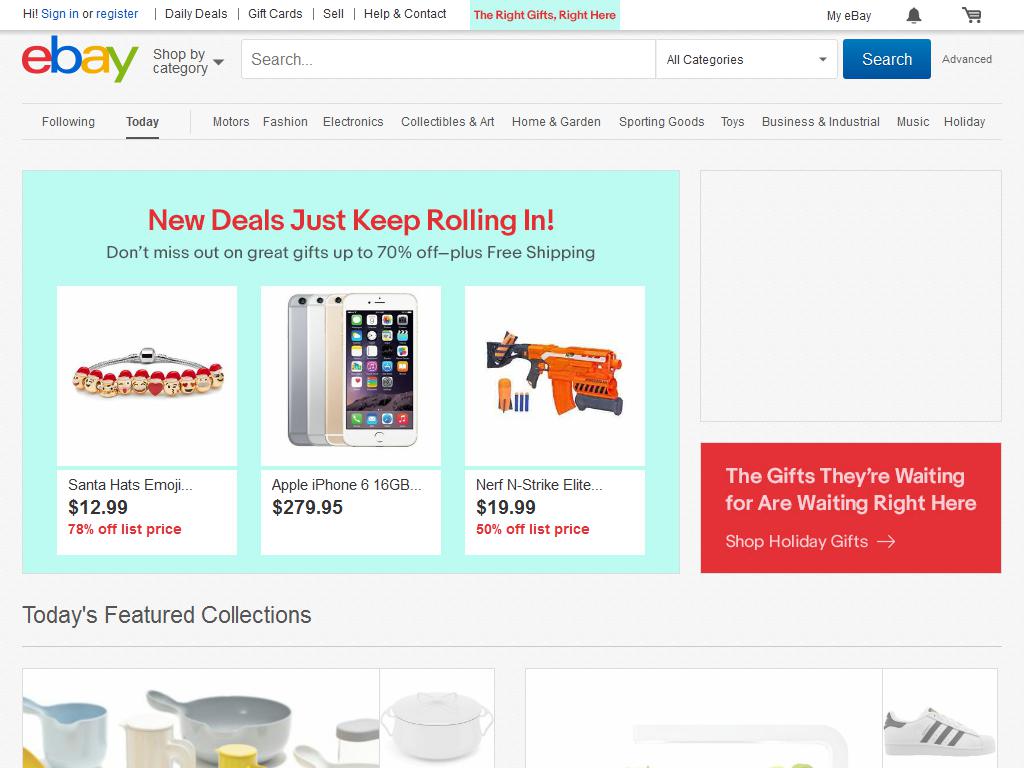 Hi! Sign in or register | Daily Deals | Gift Cards | Sell | Help & Contact
The Right Gifts, Right Here
My eBay
ebay
Shop by
category
Search...
All Categories
Search
Advanced
Following
Today
Motors
Fashion
Electronics
Collectibles & Art
Home & Garden
Sporting Goods
Toys
Business & Industrial
Music
Holiday
New Deals Just Keep Rolling In!
Don’t miss out on great gifts up to 70% off—plus Free Shipping
Santa Hats Emoji...
$12.99
78% off list price
Apple iPhone 6 16GB...
$279.95
Nerf N-Strike Elite...
$19.99
50% off list price
The Gifts They’re Waiting
for Are Waiting Right Here
Shop Holiday Gifts
Today's Featured Collections